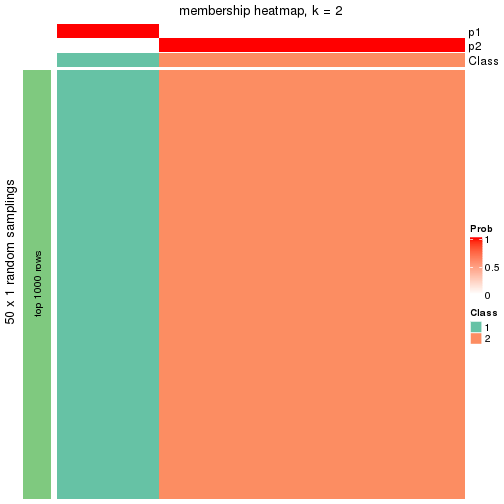 membership heatmap, k = 2
p1
p2
Class
50 x 1 random samplings
top 1000 rows
Prob
1
0.5
0
Class
1
2